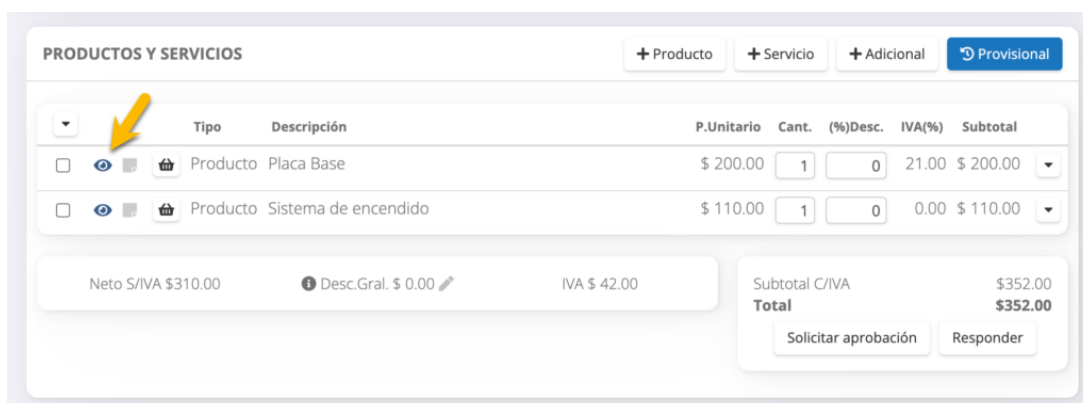 PRODUCTOS Y SERVICIOS + Producto + Servicio + Adicional Provisional
Tipo Descripción P.Unitario Cant. (%)Desc. IVA(%) Subtotal
Producto Placa Base $ 200.00 1 0 21.00 $ 200.00
Producto Sistema de encendido $ 110.00 1 0 0.00 $ 110.00
Neto S/IVA $310.00 Desc.Gral. $ 0.00 IVA $ 42.00
Subtotal C/IVA $352.00
Total $352.00
Solicitar aprobación Responder